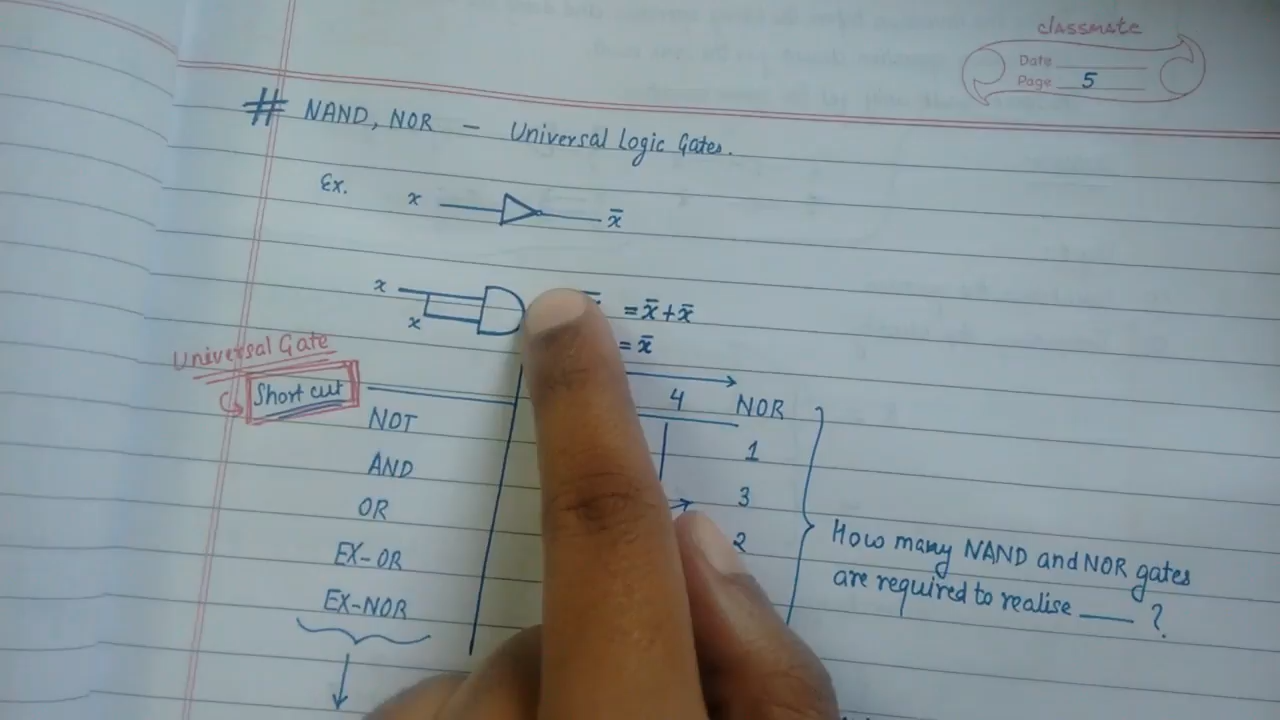 classmate
Date
Page 5
# NAND, NOR - Universal Logic Gates.
Ex. x x̄
x
x
= x̄ + x̄
= x̄
Universal Gate
Short cut
4 NOR
NOT 1
AND 3
OR 2
EX-OR
EX-NOR
How many NAND and NOR gates
are required to realise ___ ?